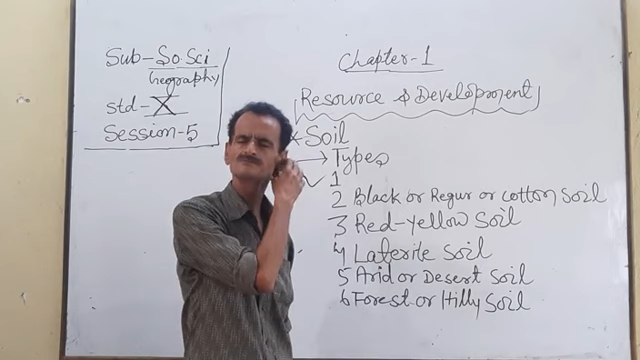 Sub-So.Sci
Geography
Std-X
Session-5
Chapter-1
Resource & Development
* Soil
→ Types
1
2 Black or Regur or cotton Soil
3 Red-yellow Soil
4 Laterite Soil
5 Arid or Desert Soil
6 Forest or Hilly Soil